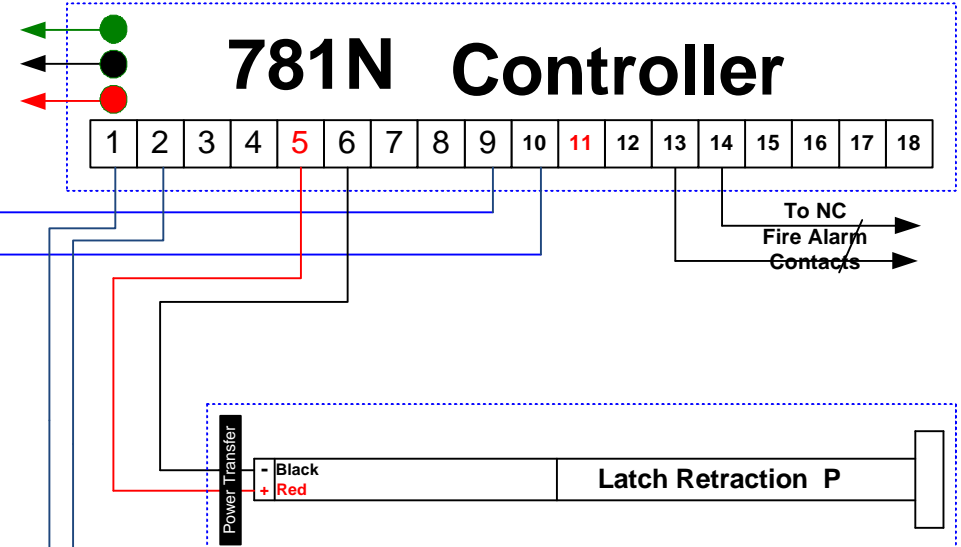 781N Controller
1 2 3 4 5 6 7 8 9 10 11 12 13 14 15 16 17 18
To NC
Fire Alarm
Contacts
Power Transfer
- Black
+ Red
Latch Retraction P